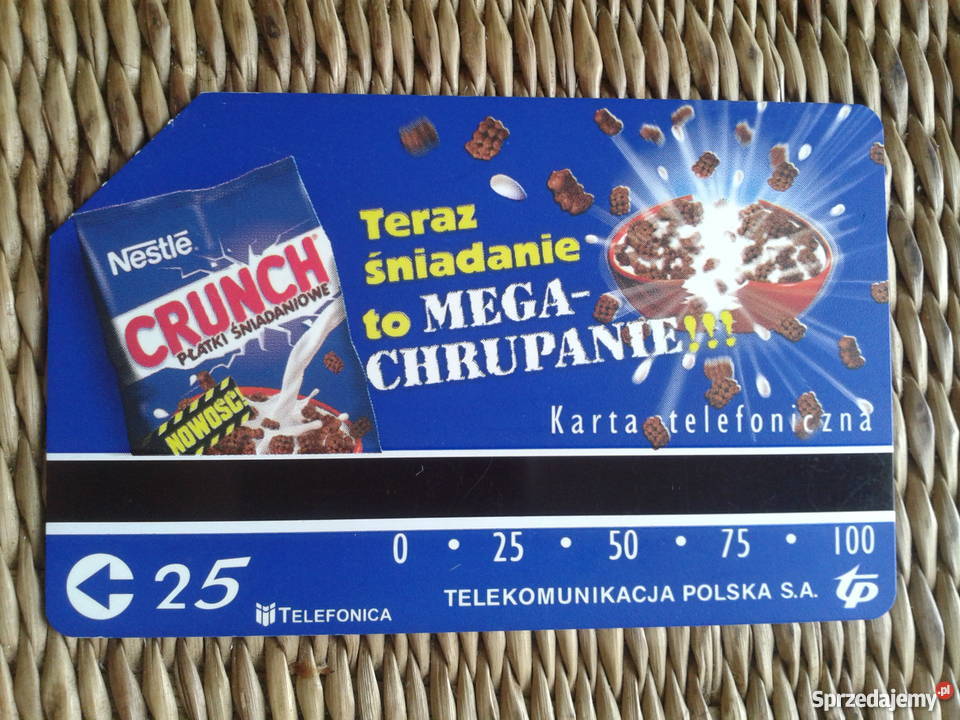 Nestlé®
CRUNCH®
PŁATKI ŚNIADANIOWE
NOWOŚĆ!
Teraz
śniadanie
to MEGA-
CHRUPANIE!!!
Karta telefoniczna
0 • 25 • 50 • 75 • 100
25
TELEFONICA
TELEKOMUNIKACJA POLSKA S.A. tp
Sprzedajemy.pl